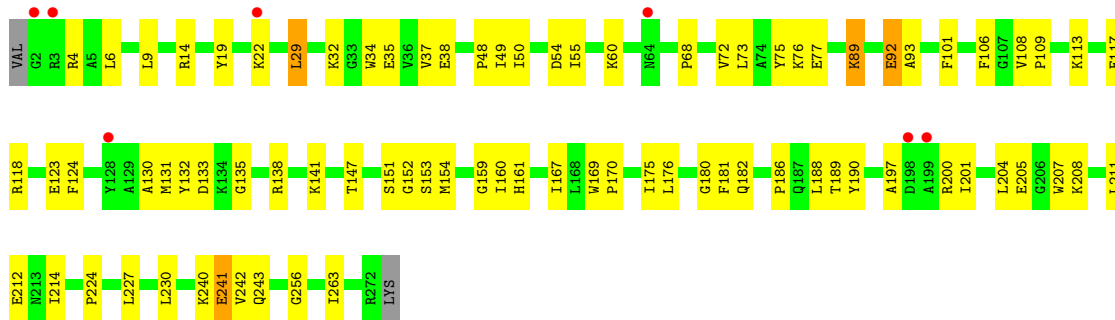 VAL G2 R3 R4 A5 L6 L9 R14 Y19 K22 L29 K32 G33 W34 E35 V36 V37 E38 P48 I49 I50 D54 I55 K60 N64 P68 V72 L73 A74 Y75 K76 E77 K89 E92 A93 F101 F106 G107 V108 P109 K113
R118 E123 F124 Y128 A129 A130 M131 Y132 D133 K134 G135 R138 K141 T147 S151 G152 S153 M154 G159 I160 H161 I167 L168 W169 P170 I175 L176 G180 F181 Q182 P186 Q187 L188 T189 Y190 A197 D198 A199 R200 I201 L204 E205 G206 W207 K208
E212 N213 I214 P224 L227 L230 K240 E241 V242 Q243 G256 I263 R272 LYS